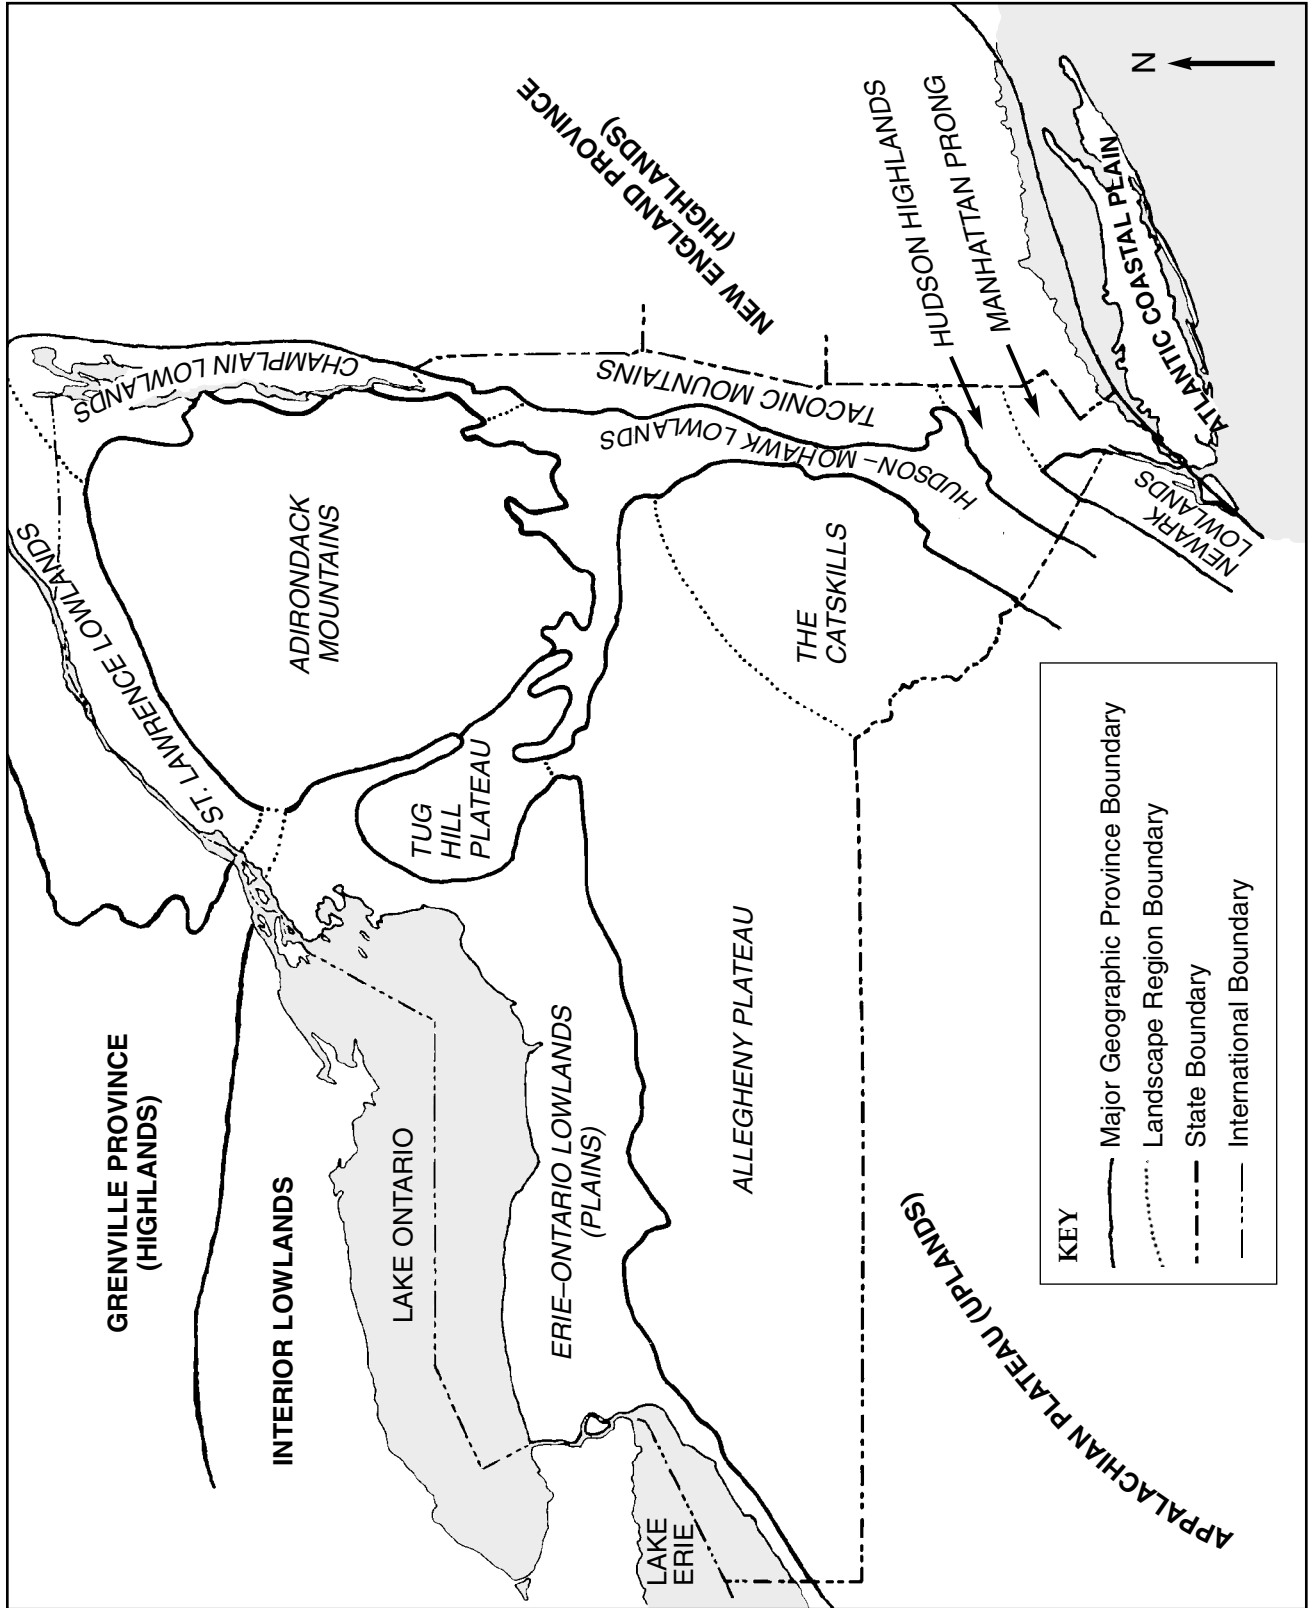 GRENVILLE PROVINCE
(HIGHLANDS)
INTERIOR LOWLANDS
LAKE ONTARIO
ERIE–ONTARIO LOWLANDS
(PLAINS)
LAKE
ERIE
ALLEGHENY PLATEAU
APPALACHIAN PLATEAU (UPLANDS)
TUG
HILL
PLATEAU
ST. LAWRENCE LOWLANDS
ADIRONDACK
MOUNTAINS
CHAMPLAIN LOWLANDS
THE
CATSKILLS
HUDSON–MOHAWK LOWLANDS
TACONIC MOUNTAINS
NEW ENGLAND PROVINCE
(HIGHLANDS)
HUDSON HIGHLANDS
MANHATTAN PRONG
NEWARK
LOWLANDS
ATLANTIC COASTAL PLAIN
N
KEY
Major Geographic Province Boundary
Landscape Region Boundary
State Boundary
International Boundary